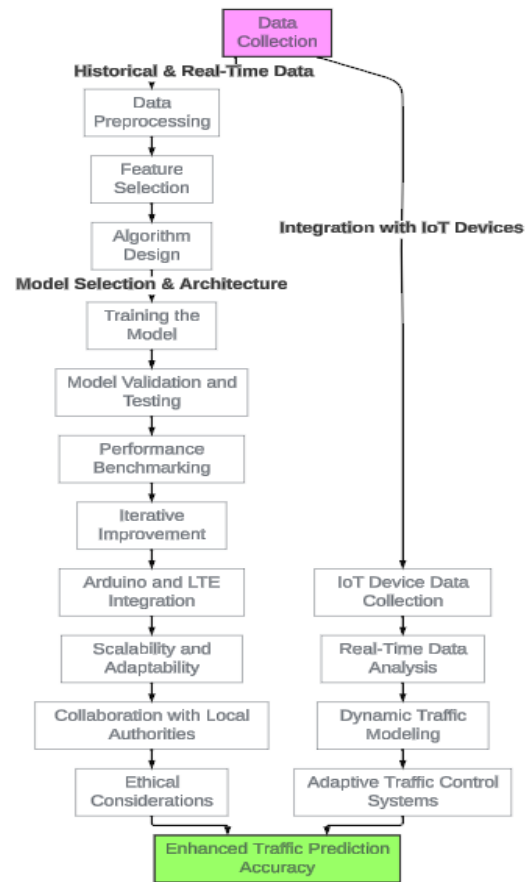 Data
Collection
Historical & Real-Time Data
Data
Preprocessing
Feature
Selection
Integration with IoT Devices
Algorithm
Design
Model Selection & Architecture
Training the
Model
Model Validation and
Testing
Performance
Benchmarking
Iterative
Improvement
Arduino and LTE
Integration
IoT Device Data
Collection
Scalability and
Adaptability
Real-Time Data
Analysis
Collaboration with Local
Authorities
Dynamic Traffic
Modeling
Ethical
Considerations
Adaptive Traffic Control
Systems
Enhanced Traffic Prediction
Accuracy